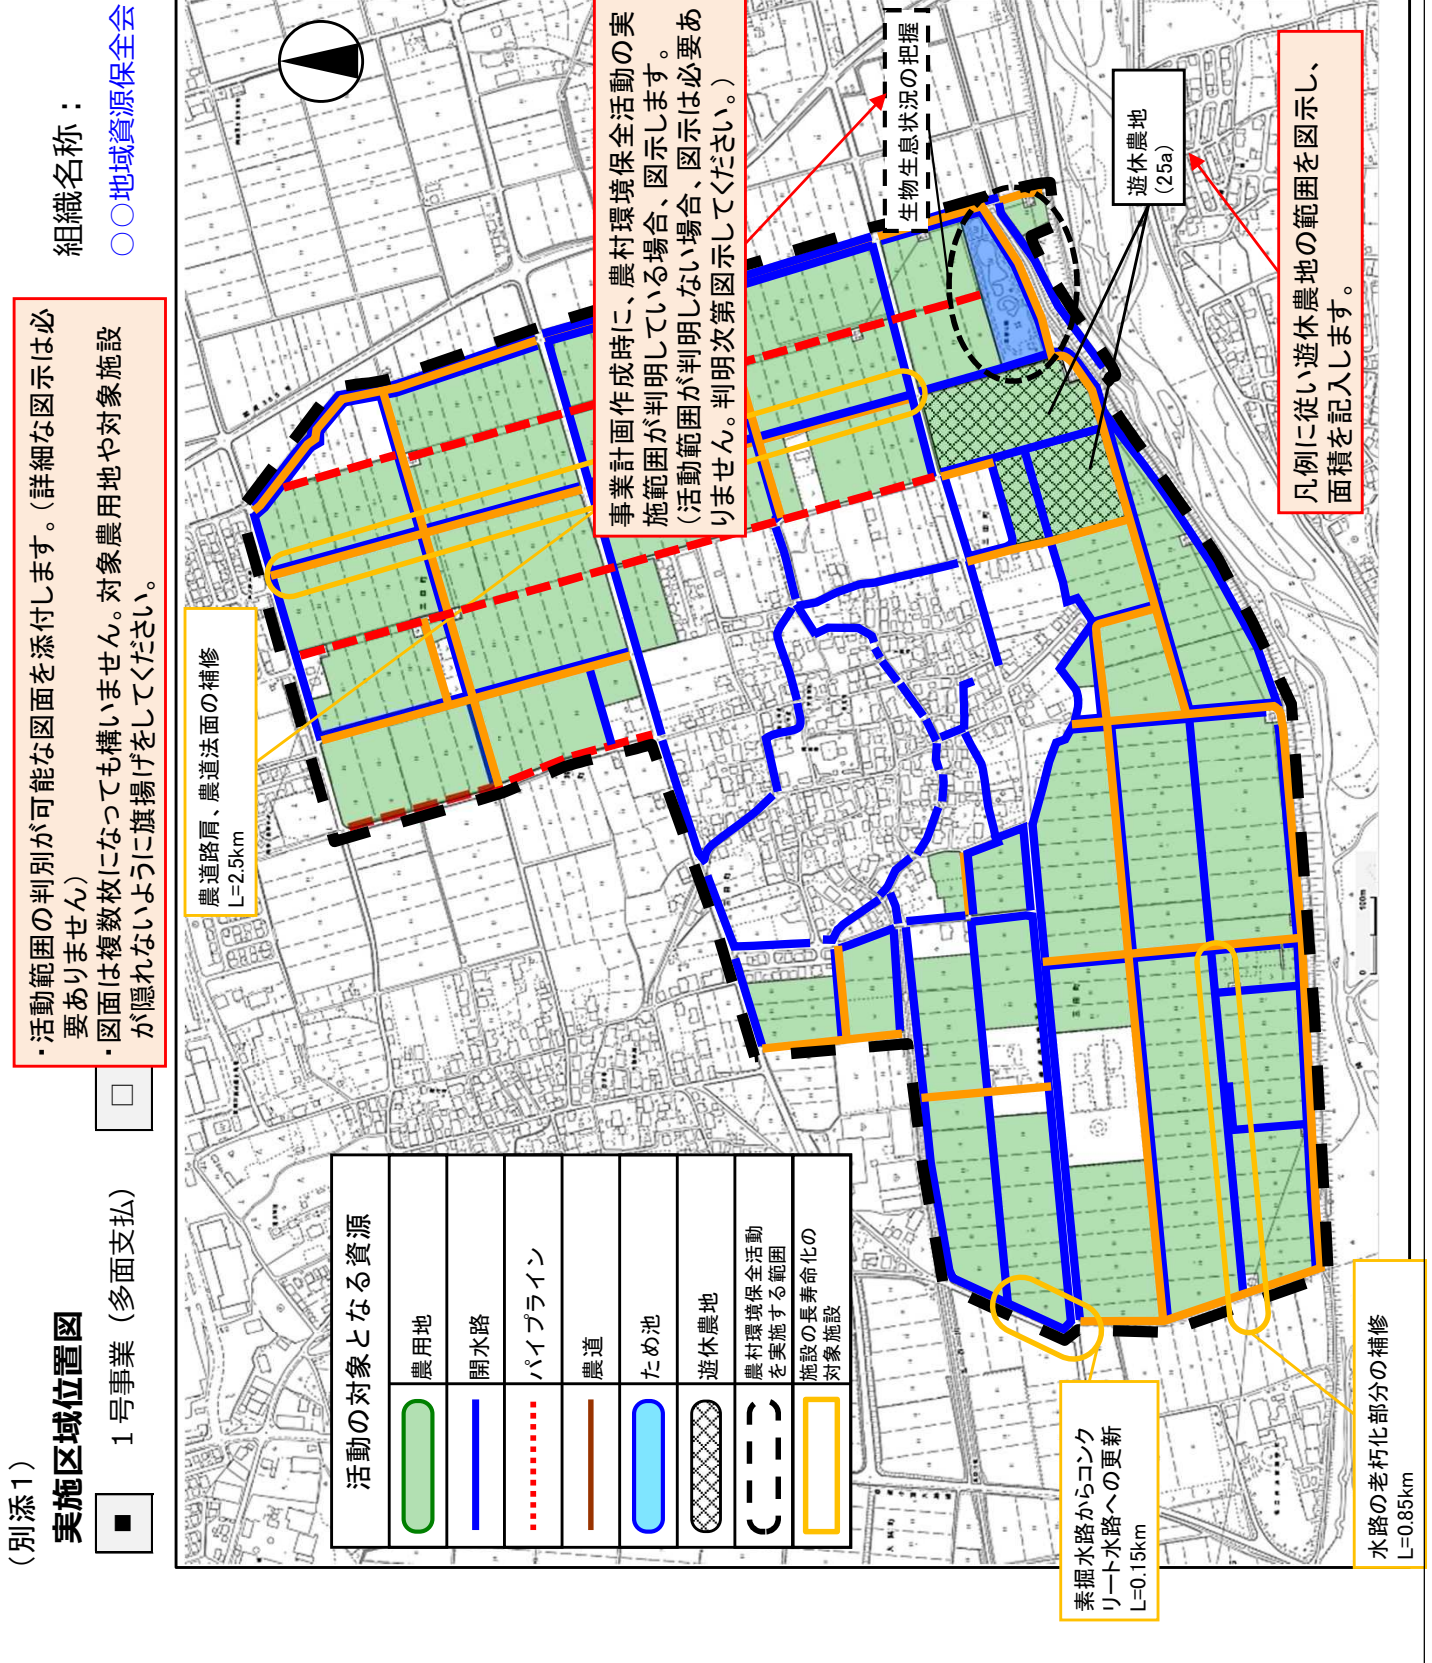 （別添１）
実施区域位置図
■
１号事業（多面支払）
□
組織名称：
○○地域資源保全会
・活動範囲の判別が可能な図面を添付します。（詳細な図示は必
要ありません）
・図面は複数枚になっても構いません。対象農用地や対象施設
が隠れないように旗揚げをしてください。
農道路肩、農道法面の補修
L=2.5km
事業計画作成時に、農村環境保全活動の実
施範囲が判明している場合、図示します。
（活動範囲が判明しない場合、図示は必要あ
りません。判明次第図示してください。）
生物生息状況の把握
遊休農地
（25a）
凡例に従い遊休農地の範囲を図示し、
面積を記入します。
活動の対象となる資源
農用地
開水路
パイプライン
農道
ため池
遊休農地
農村環境保全活動
を実施する範囲
施設の長寿命化の
対象施設
素掘水路からコンク
リート水路への更新
L=0.15km
水路の老朽化部分の補修
L=0.85km
0
100m